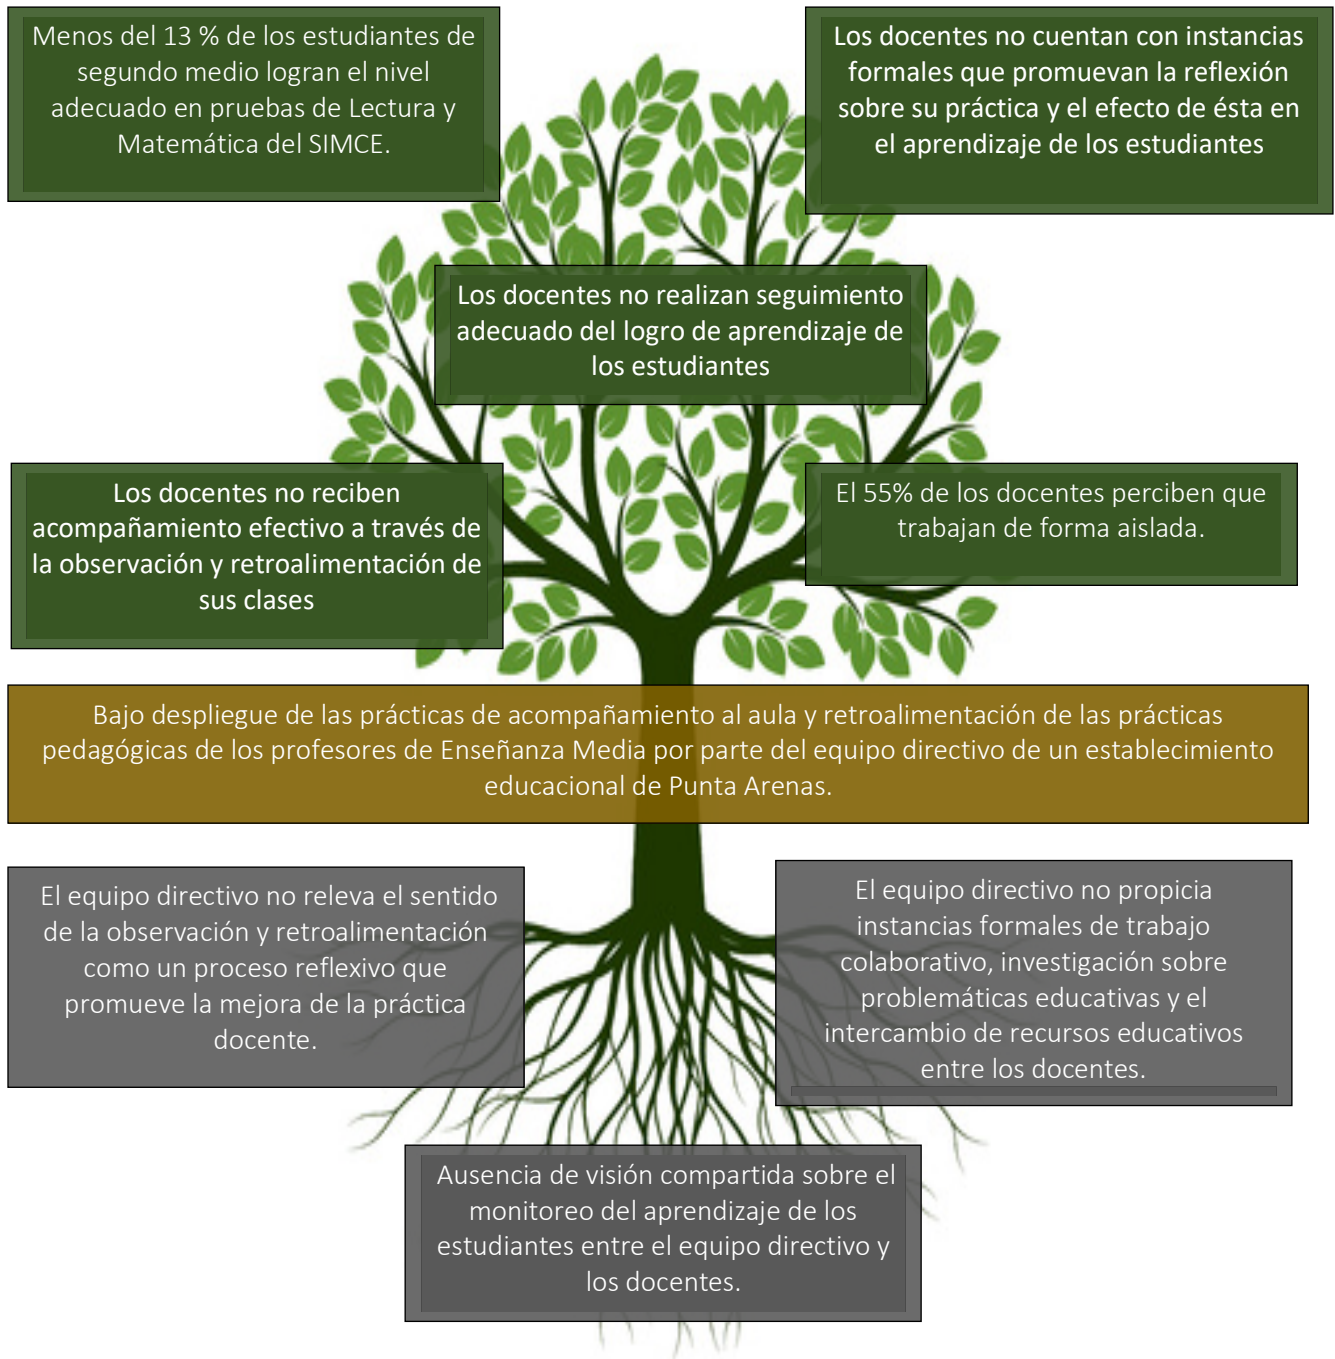 Menos del 13 % de los estudiantes de
segundo medio logran el nivel
adecuado en pruebas de Lectura y
Matemática del SIMCE.
Los docentes no cuentan con instancias
formales que promuevan la reflexión
sobre su práctica y el efecto de ésta en
el aprendizaje de los estudiantes
Los docentes no realizan seguimiento
adecuado del logro de aprendizaje de
los estudiantes
Los docentes no reciben
acompañamiento efectivo a través de
la observación y retroalimentación de
sus clases
El 55% de los docentes perciben que
trabajan de forma aislada.
Bajo despliegue de las prácticas de acompañamiento al aula y retroalimentación de las prácticas
pedagógicas de los profesores de Enseñanza Media por parte del equipo directivo de un establecimiento
educacional de Punta Arenas.
El equipo directivo no releva el sentido
de la observación y retroalimentación
como un proceso reflexivo que
promueve la mejora de la práctica
docente.
El equipo directivo no propicia
instancias formales de trabajo
colaborativo, investigación sobre
problemáticas educativas y el
intercambio de recursos educativos
entre los docentes.
Ausencia de visión compartida sobre el
monitoreo del aprendizaje de los
estudiantes entre el equipo directivo y
los docentes.